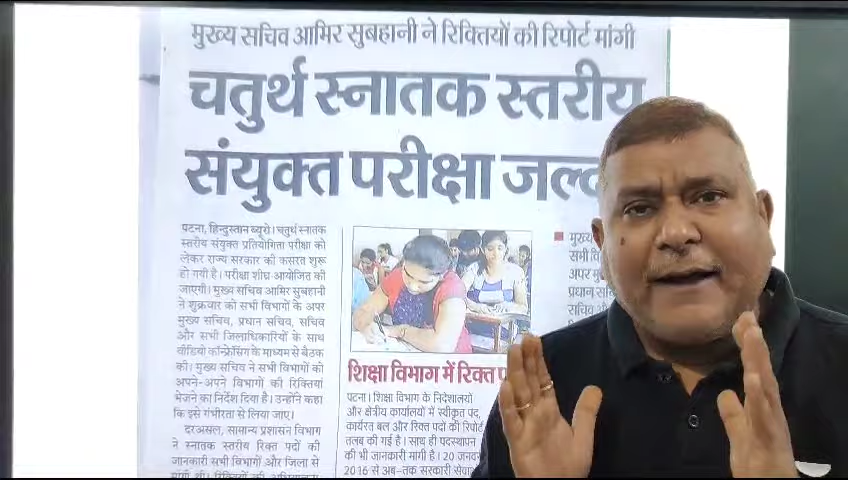 मुख्य सचिव आमिर सुबहानी ने रिक्तियों की रिपोर्ट मांगी
चतुर्थ स्नातक स्तरीय
संयुक्त परीक्षा
पटना, हिन्दुस्तान ब्यूरो। चतुर्थ स्नातक
स्तरीय संयुक्त प्रतियोगिता परीक्षा को
लेकर राज्य सरकार की कसरत शुरू
हो गयी है। परीक्षा शीघ्र आयोजित की
जाएगी। मुख्य सचिव आमिर सुबहानी
ने शुक्रवार को सभी विभागों के अपर
मुख्य सचिव, प्रधान सचिव, सचिव
और सभी जिलाधिकारियों के साथ
वीडियो कांफ्रेंसिंग के माध्यम से बैठक
की। मुख्य सचिव ने सभी विभागों को
अपने-अपने विभागों की रिक्तियां
भेजने का निर्देश दिया है। उन्होंने कहा
कि इसे गंभीरता से लिया जाए।
दरअसल, सामान्य प्रशासन विभाग
ने स्नातक स्तरीय रिक्त पदों की
जानकारी सभी विभागों और जिला से
शिक्षा विभाग में रिक्त
पटना। शिक्षा विभाग के निदेशालयों
और क्षेत्रीय कार्यालयों में स्वीकृत पद,
कार्यरत बल और रिक्त पदों की रिपोर्ट
तलब की गई है। साथ ही पदस्थापन
की भी जानकारी मांगी है। 20
2016 से अब-तक सरकारी
सभी
अपर